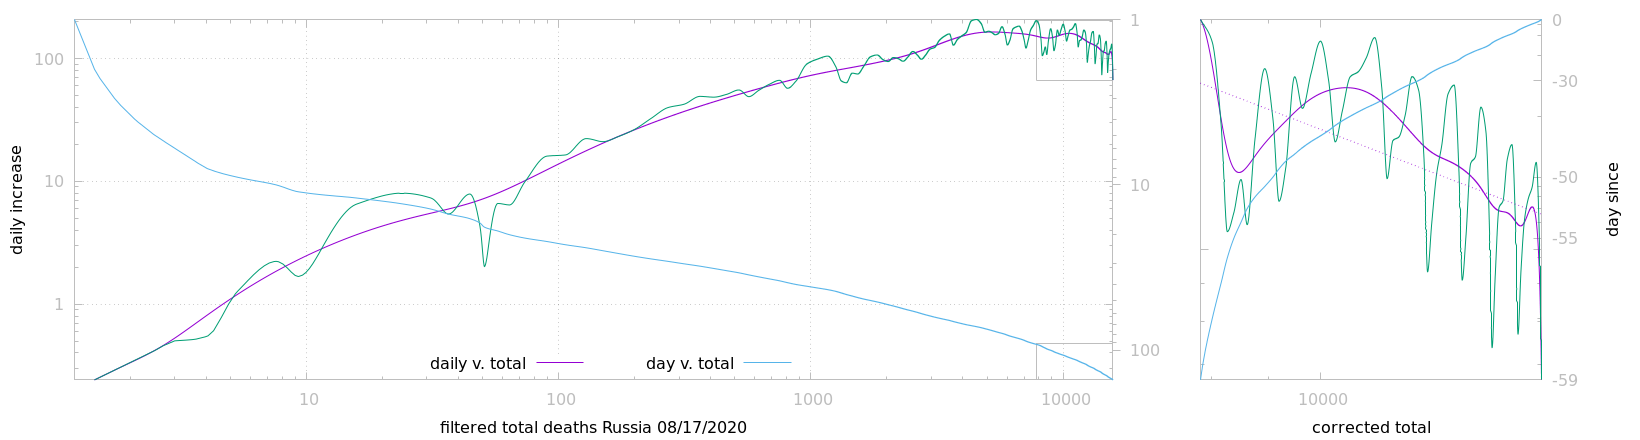 daily increase
100
10
1
daily v. total
day v. total
10
100
1000
10000
filtered total deaths Russia 08/17/2020
1
10
100
10000
corrected total
0
-30
-50
-55
-59
day since